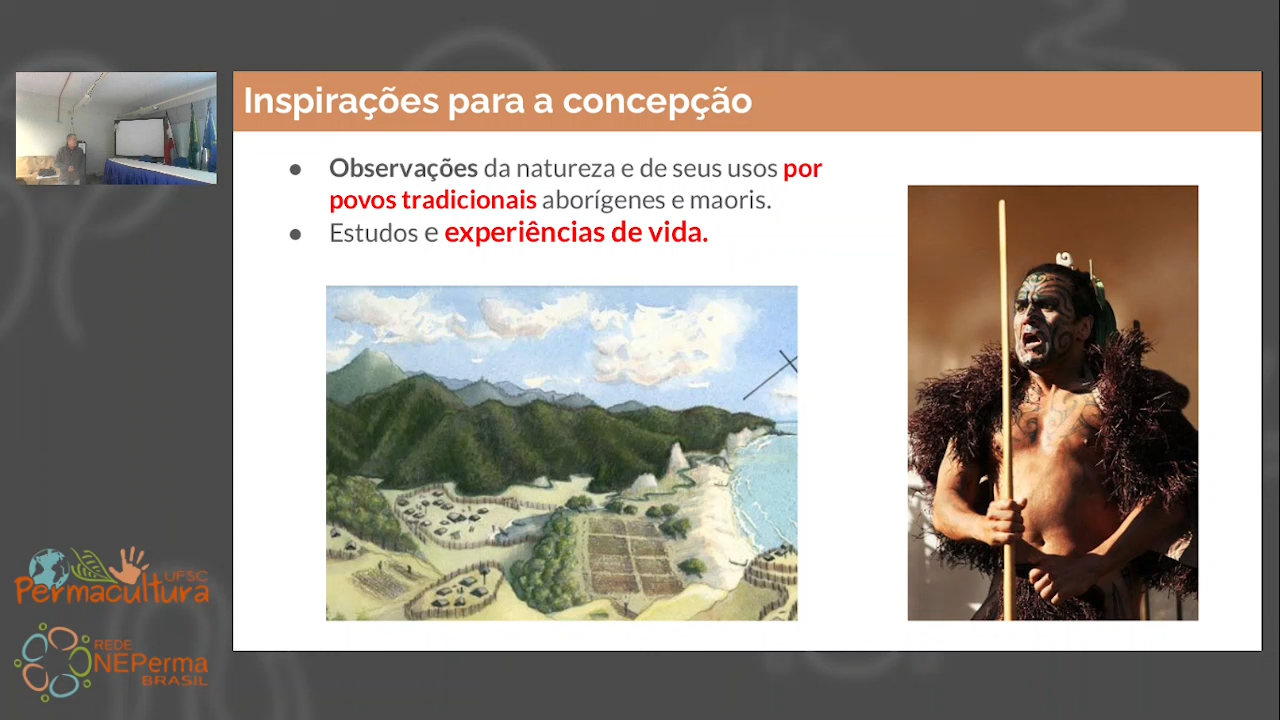 Inspirações para a concepção
● Observações da natureza e de seus usos por
povos tradicionais aborígenes e maoris.
● Estudos e experiências de vida.
UFSC
Permacultura
REDE
NEPerma
BRASIL